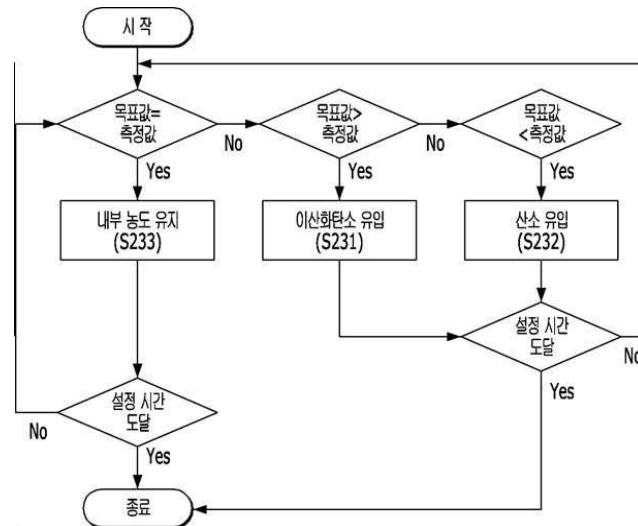 시 작
목표값=
측정값
No
Yes
목표값>
측정값
No
Yes
목표값
<측정값
Yes
내부 농도 유지
(S233)
이산화탄소 유입
(S231)
산소 유입
(S232)
설정 시간
도달
No
Yes
설정 시간
도달
No
Yes
종료